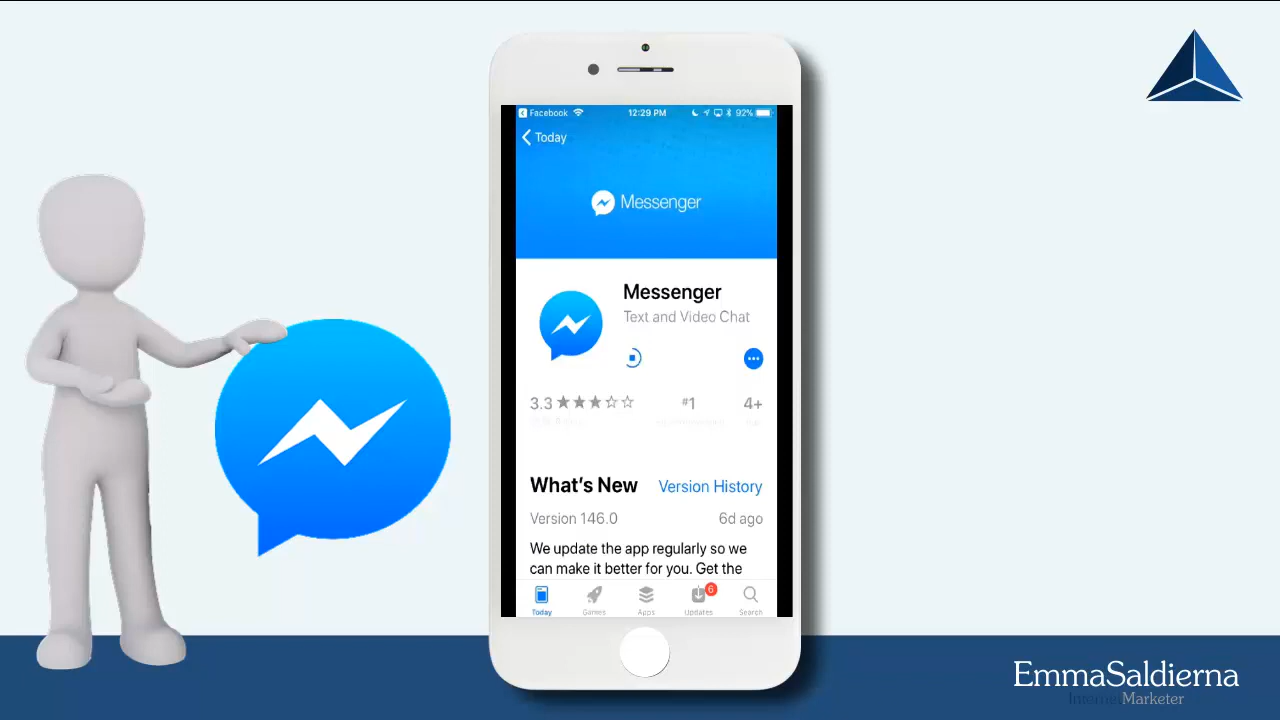 Facebook 12:29 PM 92%
Today
Messenger
Messenger
Text and Video Chat
3.3 #1 4+
What's New Version History
Version 146.0 6d ago
We update the app regularly so we
can make it better for you. Get the
6
Today Games Apps Updates Search
EmmaSaldierna
Internet Marketer